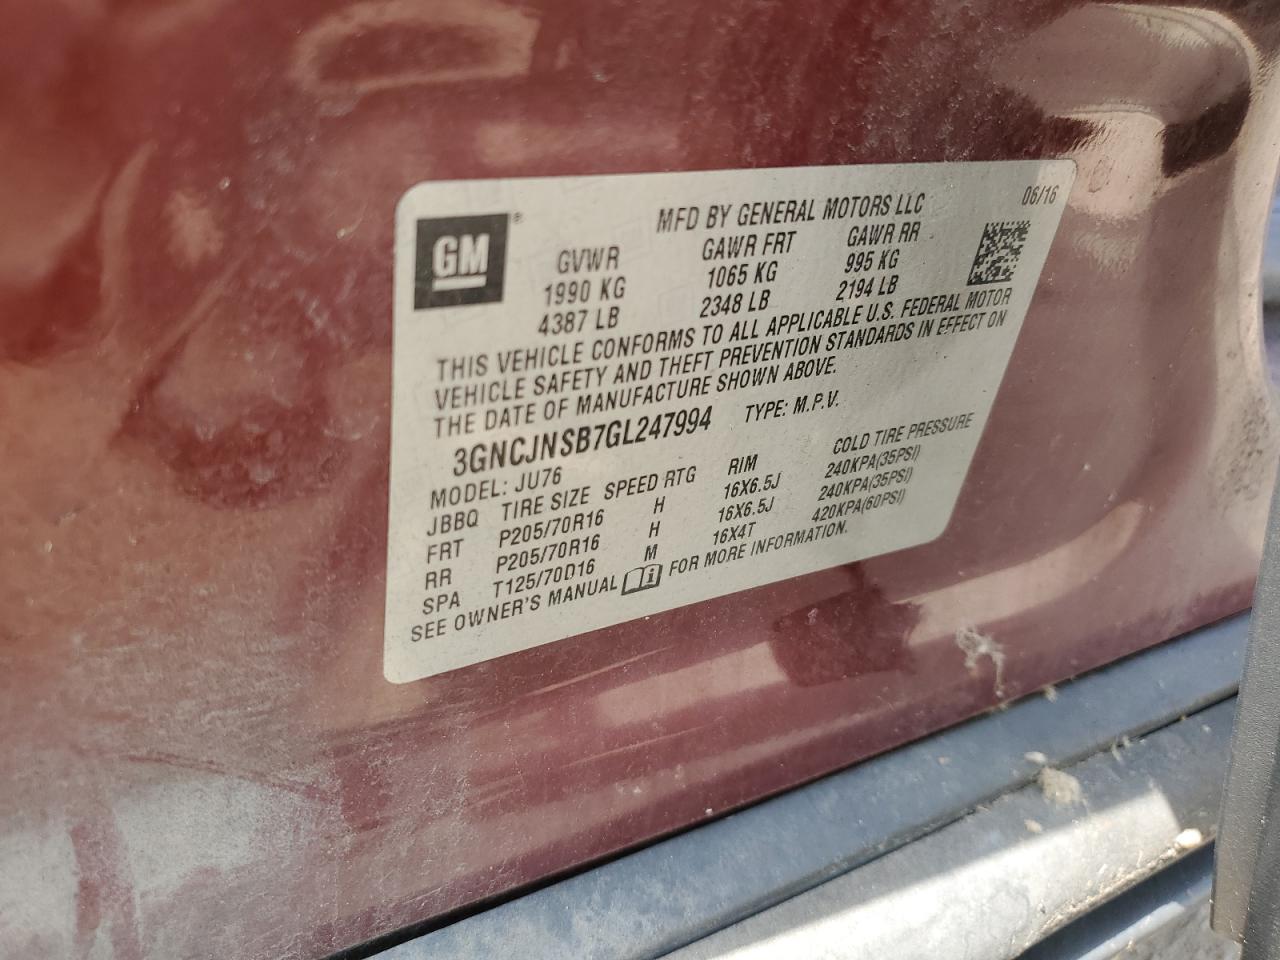 GM®
MFD BY GENERAL MOTORS LLC 06/16
GVWR GAWR FRT GAWR RR
1990 KG 1065 KG 995 KG
4387 LB 2348 LB 2194 LB
THIS VEHICLE CONFORMS TO ALL APPLICABLE U.S. FEDERAL MOTOR
VEHICLE SAFETY AND THEFT PREVENTION STANDARDS IN EFFECT ON
THE DATE OF MANUFACTURE SHOWN ABOVE.
3GNCJNSB7GL247994 TYPE: M.P.V.
MODEL: JU76
JBBQ TIRE SIZE SPEED RTG RIM COLD TIRE PRESSURE
FRT P205/70R16 H 16X6.5J 240KPA(35PSI)
RR P205/70R16 H 16X6.5J 240KPA(35PSI)
SPA T125/70D16 M 16X4T 420KPA(60PSI)
SEE OWNER'S MANUAL FOR MORE INFORMATION.